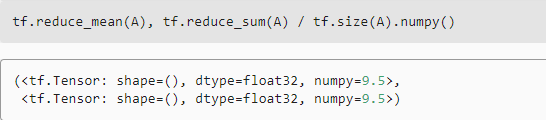 tf.reduce_mean(A), tf.reduce_sum(A) / tf.size(A).numpy()
(<tf.Tensor: shape=(), dtype=float32, numpy=9.5>,
<tf.Tensor: shape=(), dtype=float32, numpy=9.5>)